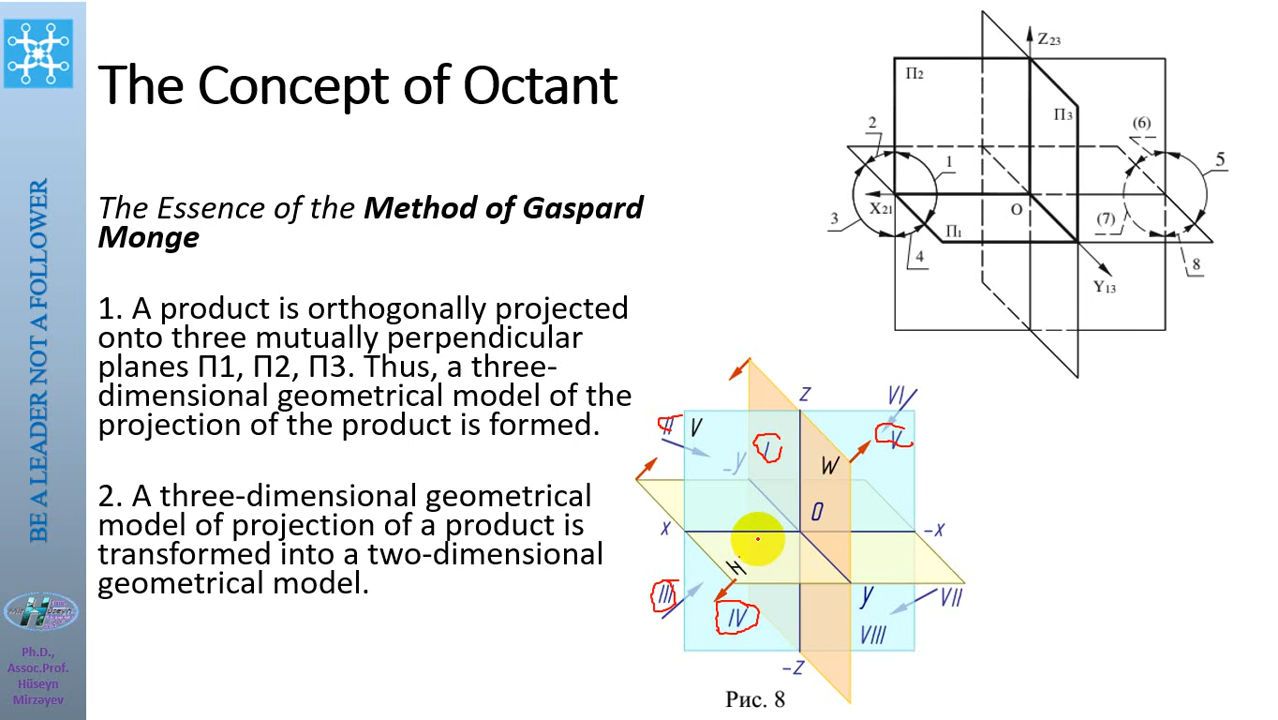 The Concept of Octant
BE A LEADER NOT A FOLLOWER
The Essence of the Method of Gaspard
Monge
1. A product is orthogonally projected
onto three mutually perpendicular
planes П1, П2, П3. Thus, a three-
dimensional geometrical model of the
projection of the product is formed.
2. A three-dimensional geometrical
model of projection of a product is
transformed into a two-dimensional
geometrical model.
Ph.D.,
Assoc.Prof.
Hüseyn
Mirzəyev
Z23
П2
П3
2
(6)
1
5
X21
O
3
П1
(7)
4
8
Y13
z
VI
II
V
I
V
-y
W
O
x
-x
H
y
III
VII
IV
VIII
-z
Рис. 8